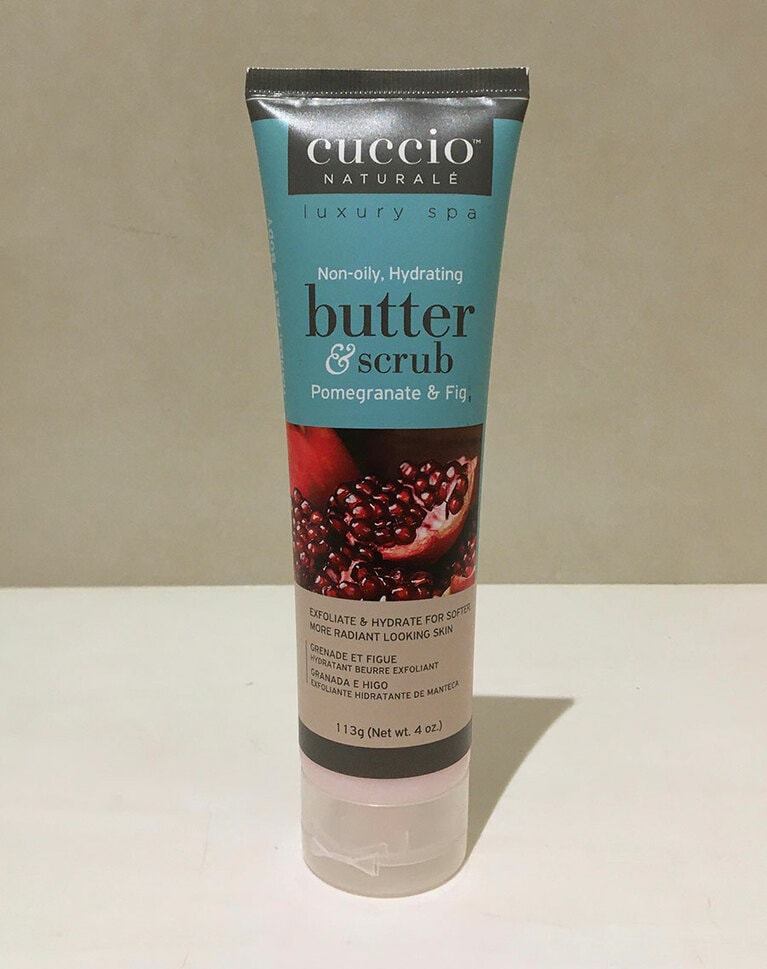 cuccio™
NATURALÉ
luxury spa
Non-oily, Hydrating
butter
& scrub
Pomegranate & Fig
EXFOLIATE & HYDRATE FOR SOFTER,
MORE RADIANT LOOKING SKIN
GRENADE ET FIGUE
HYDRATANT BEURRE EXFOLIANT
GRANADA E HIGO
EXFOLIANTE HIDRATANTE DE MANTECA
113g (Net wt. 4 oz.)